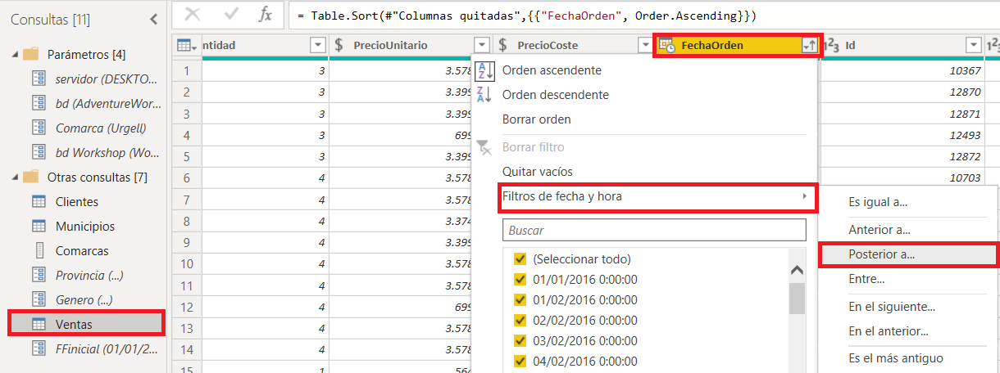 Consultas [11]
Parámetros [4]
servidor (DESKTO...
bd (AdventureWor...
Comarca (Urgell)
bd Workshop (Wo...
Otras consultas [7]
Clientes
Municipios
Comarcas
Provincia (...)
Genero (...)
Ventas
FFinicial (01/01/2...
fx
= Table.Sort(#"Columnas quitadas",{{"FechaOrden", Order.Ascending}})
ntidad $ PrecioUnitario $ PrecioCoste FechaOrden 1²3 Id 1²3
1 3 3.578 10367
2 3 3.399 12870
3 3 3.399 12871
4 3 699 12493
5 3 3.399 12872
6 4 3.578 10703
7 4 3.578
8 4 3.374
9 4 3.399
10 4 3.578
11 4 3.578
12 4 699
13 4 3.578
14 4 3.578
15 1 564
Orden ascendente
Orden descendente
Borrar orden
Borrar filtro
Quitar vacíos
Filtros de fecha y hora
Buscar
(Seleccionar todo)
01/01/2016 0:00:00
01/02/2016 0:00:00
02/02/2016 0:00:00
03/02/2016 0:00:00
04/02/2016 0:00:00
Es igual a...
Anterior a...
Posterior a...
Entre...
En el siguiente...
En el anterior...
Es el más antiguo